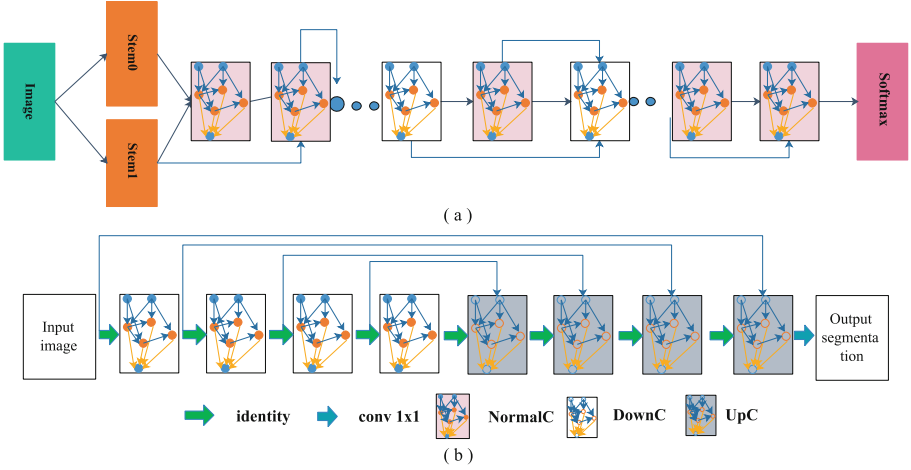 Image
Stem0
Stem1
Softmax
( a )
Input
image
Output
segmenta
tion
identity
conv 1x1
NormalC
DownC
UpC
( b )